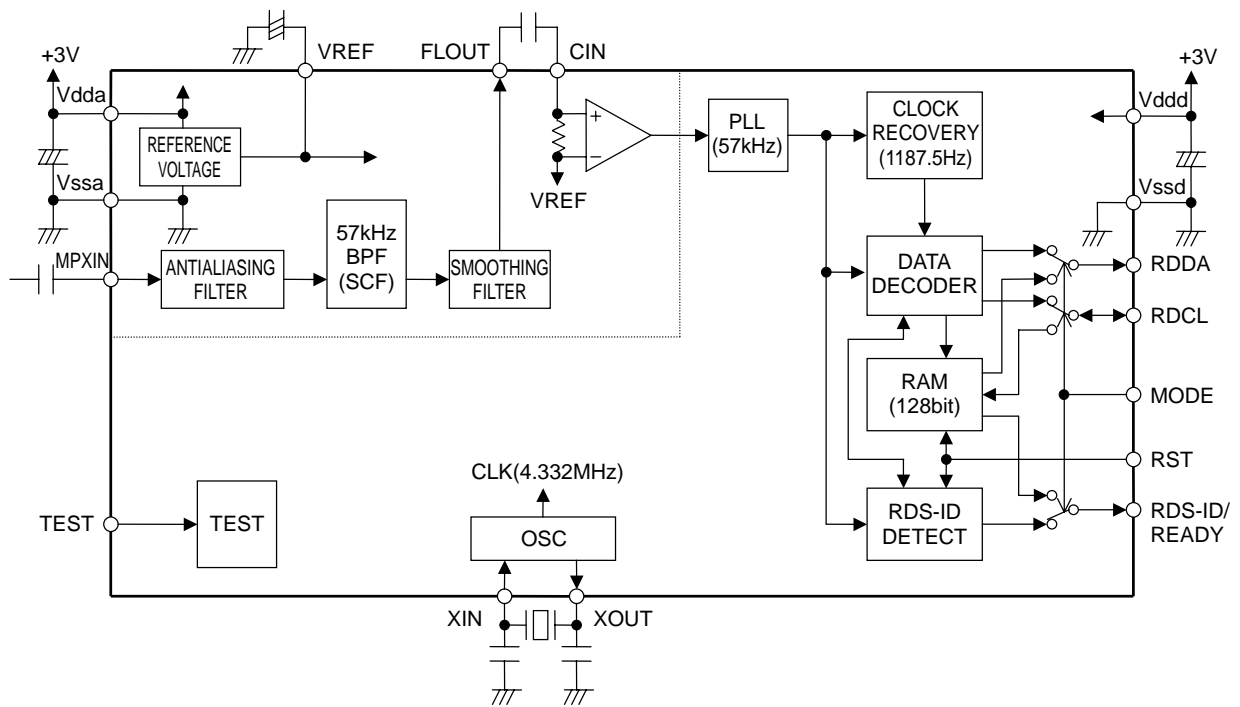 +3V
VREF
FLOUT
CIN
+3V
Vdda
REFERENCE
VOLTAGE
Vssa
+
−
VREF
PLL
(57kHz)
CLOCK
RECOVERY
(1187.5Hz)
Vddd
Vssd
MPXIN
ANTIALIASING
FILTER
57kHz
BPF
(SCF)
SMOOTHING
FILTER
DATA
DECODER
RDDA
RDCL
RAM
(128bit)
MODE
RST
CLK(4.332MHz)
TEST
TEST
OSC
RDS-ID
DETECT
RDS-ID/
READY
XIN
XOUT